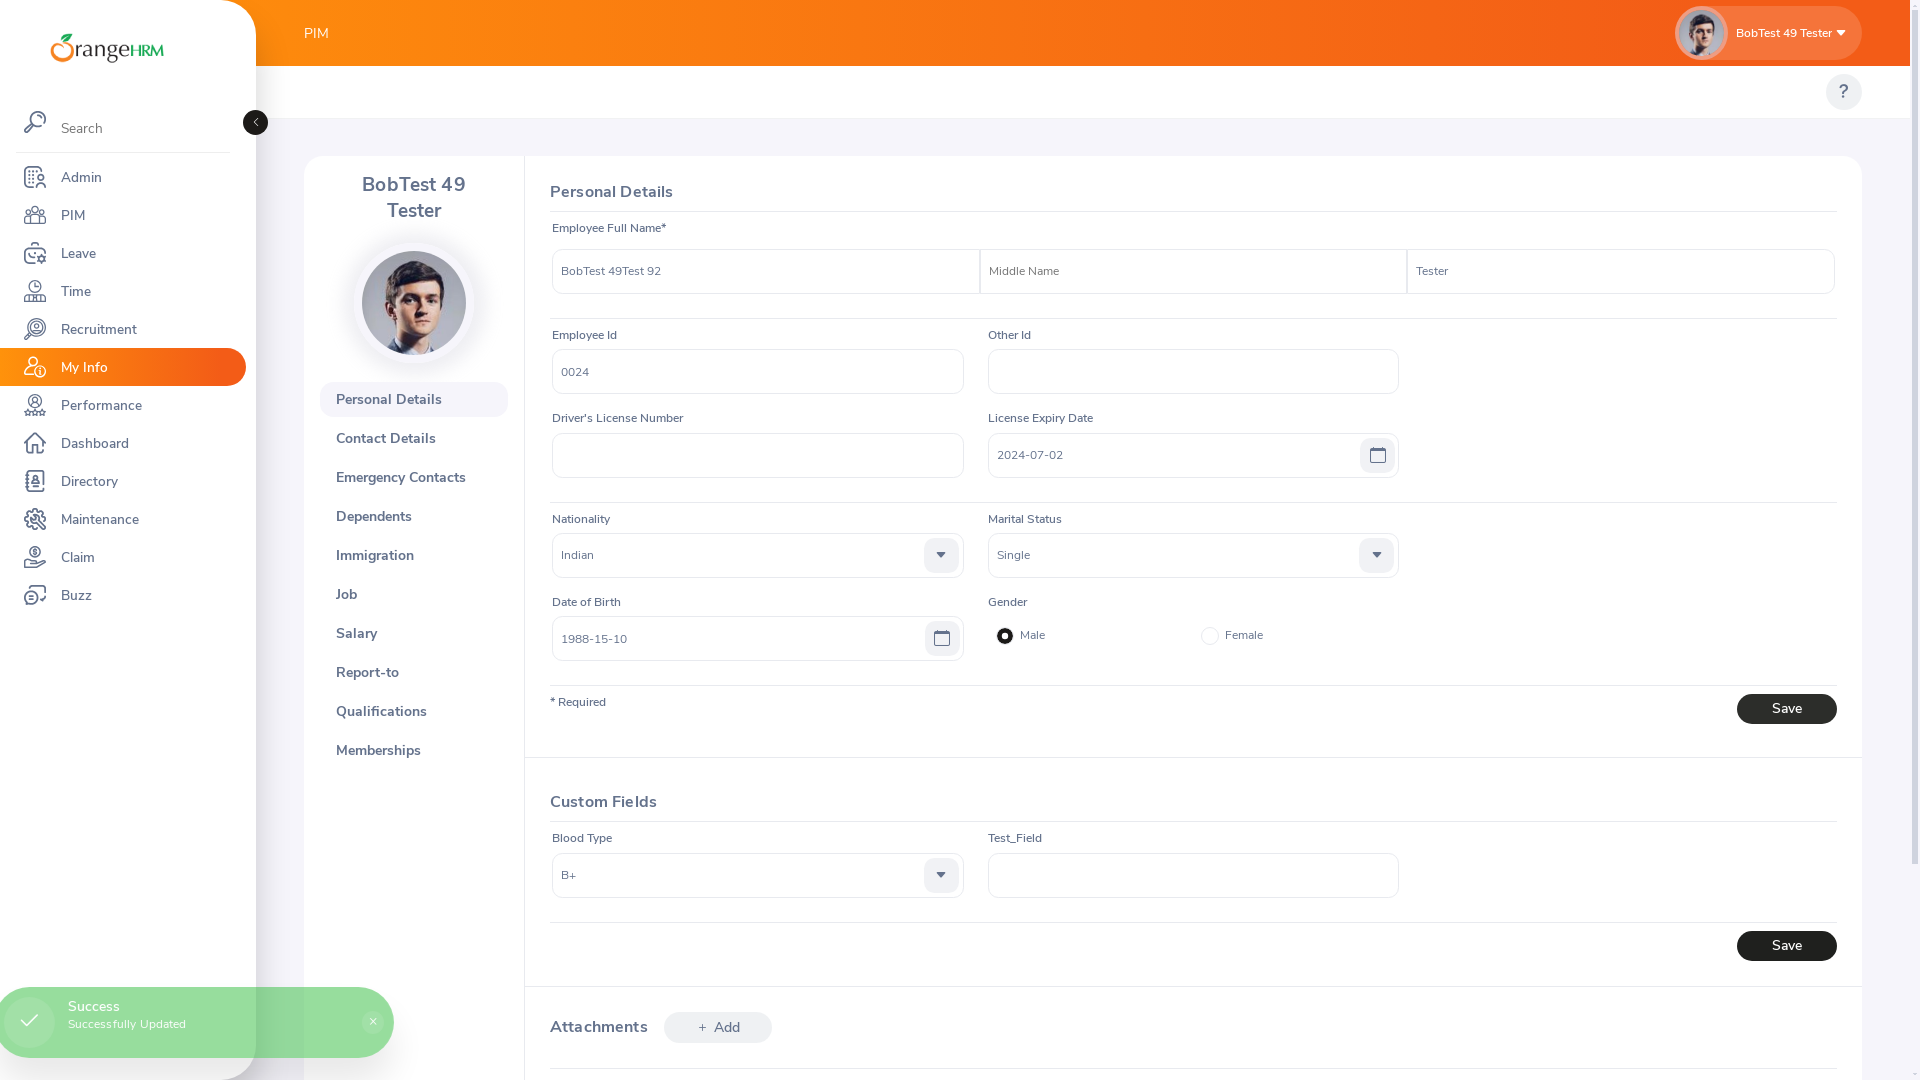 OrangeHRM
PIM
BobTest 49 Tester
?
Search
Admin
PIM
Leave
Time
Recruitment
My Info
Performance
Dashboard
Directory
Maintenance
Claim
Buzz
BobTest 49
Tester
Personal Details
Contact Details
Emergency Contacts
Dependents
Immigration
Job
Salary
Report-to
Qualifications
Memberships
Personal Details
Employee Full Name*
BobTest 49Test 92 Middle Name Tester
Employee Id Other Id
0024
Driver's License Number License Expiry Date
2024-07-02
Nationality Marital Status
Indian Single
Date of Birth Gender
1988-15-10 Male Female
* Required Save
Custom Fields
Blood Type Test_Field
B+
Save
Attachments + Add
Success
Successfully Updated
×